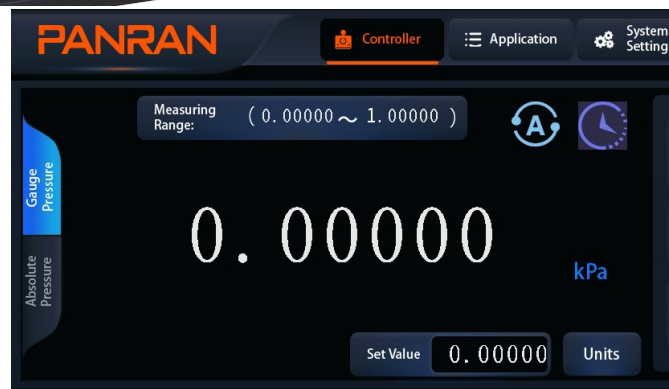 PANRAN
Controller
Application
System
Setting
Measuring
Range:
( 0.00000 ~ 1.00000 )
A
Gauge
Pressure
0.00000
kPa
Absolute
Pressure
Set Value
0.00000
Units